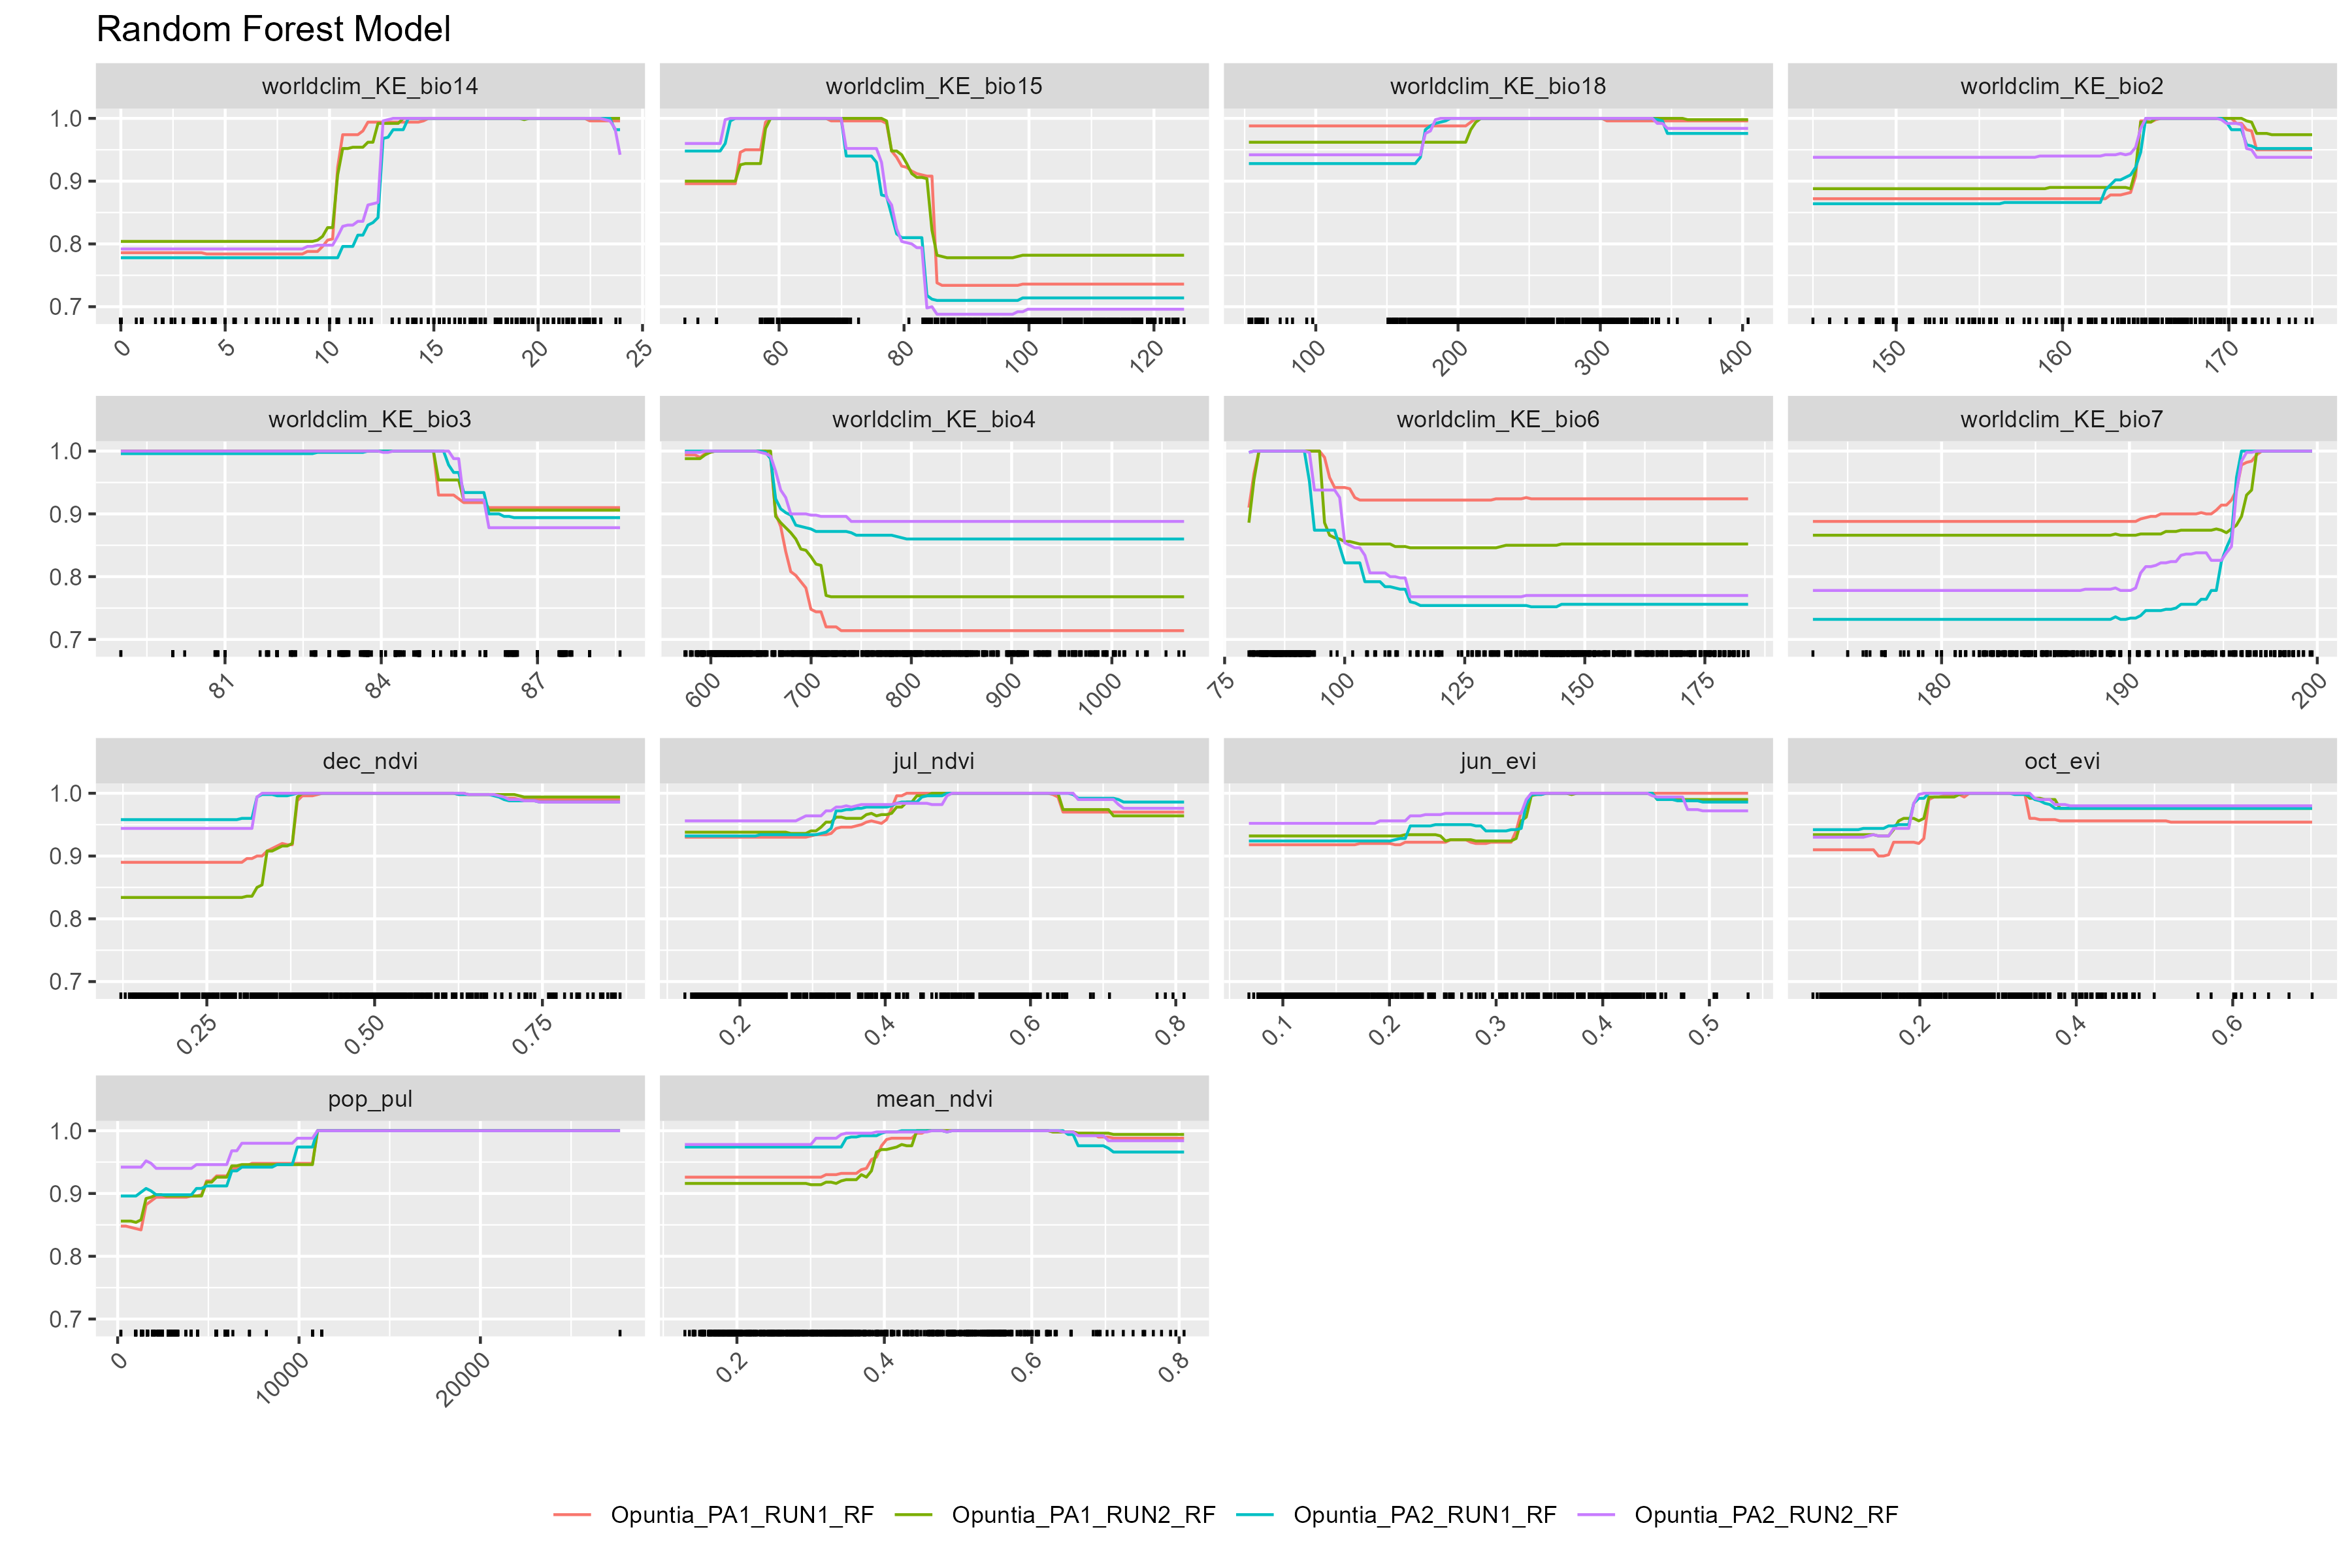 Random Forest Model
worldclim_KE_bio14 worldclim_KE_bio15 worldclim_KE_bio18 worldclim_KE_bio2
1.0
0.9
0.8
0.7
0 5 10 15 20 25 60 80 100 120 100 200 300 400 150 160 170
worldclim_KE_bio3 worldclim_KE_bio4 worldclim_KE_bio6 worldclim_KE_bio7
1.0
0.9
0.8
0.7
81 84 87 600 700 800 900 1000 75 100 125 150 175 180 190 200
dec_ndvi jul_ndvi jun_evi oct_evi
1.0
0.9
0.8
0.7
0.25 0.50 0.75 0.2 0.4 0.6 0.8 0.1 0.2 0.3 0.4 0.5 0.2 0.4 0.6
pop_pul mean_ndvi
1.0
0.9
0.8
0.7
0 10000 20000 0.2 0.4 0.6 0.8
Opuntia_PA1_RUN1_RF Opuntia_PA1_RUN2_RF Opuntia_PA2_RUN1_RF Opuntia_PA2_RUN2_RF